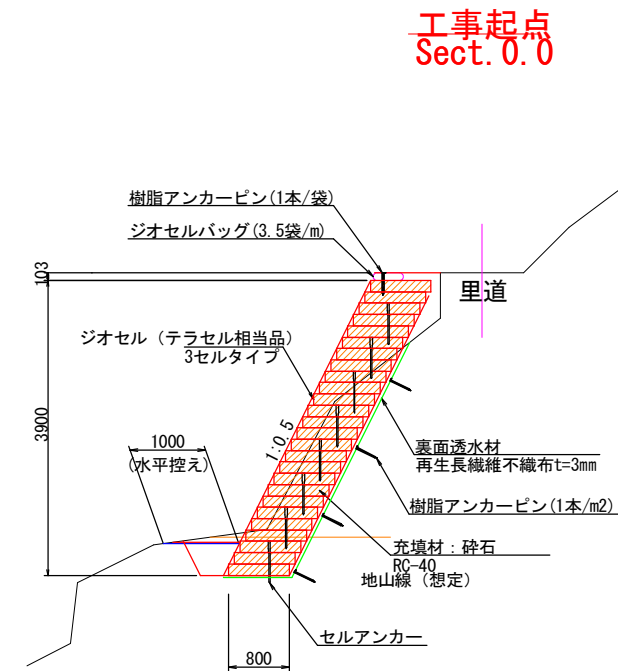 工事起点
Sect.0.0
樹脂アンカーピン(1本/袋)
ジオセルバッグ(3.5袋/m)
103
里道
ジオセル（テラセル相当品）
3セルタイプ
3900
1:0.5
1000
(水平控え)
裏面透水材
再生長繊維不織布t=3mm
樹脂アンカーピン(1本/m2)
充填材：砕石
RC-40
地山線（想定）
セルアンカー
800